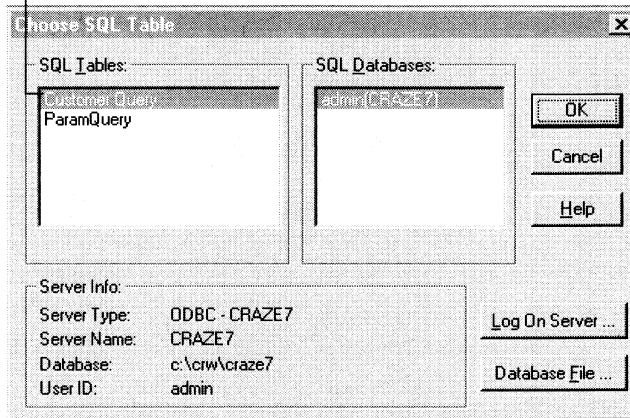 Choose SQL Table
SQL Tables:
Customer Query
ParamQuery
SQL Databases:
admin(CRAZE7)
OK
Cancel
Help
Server Info:
Server Type: ODBC - CRAZE7
Server Name: CRAZE7
Database: c:\crw\craze7
User ID: admin
Log On Server ...
Database File ...